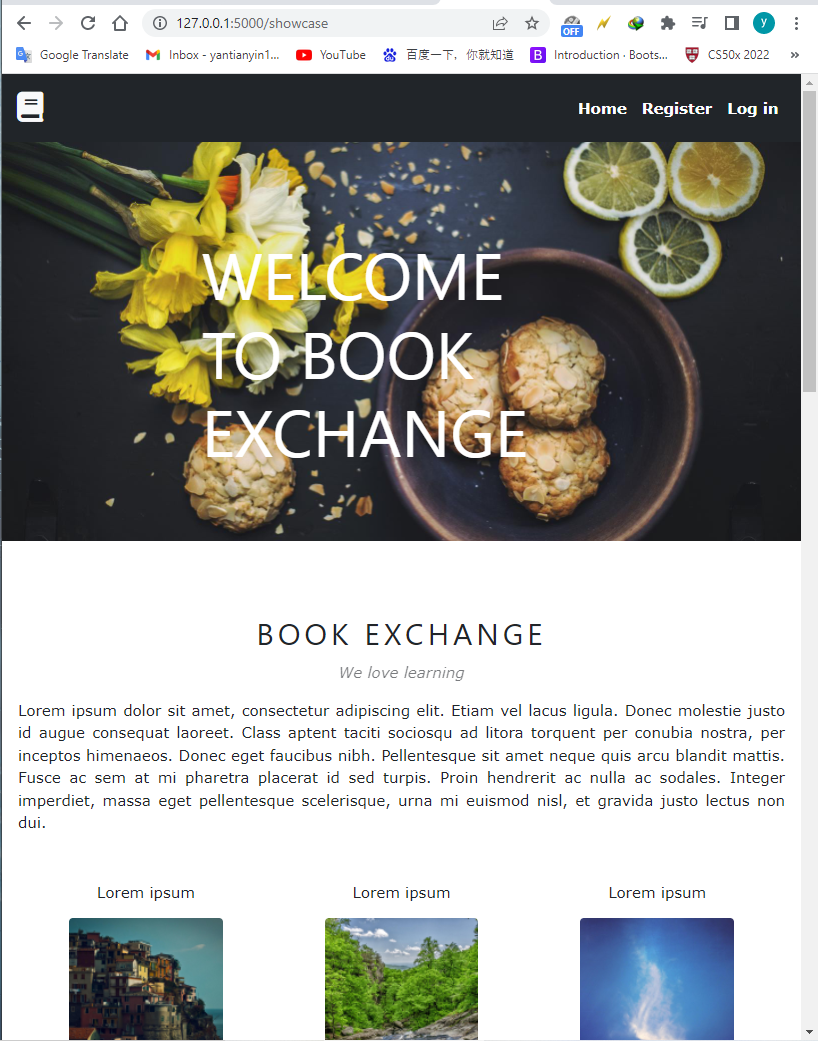 127.0.0.1:5000/showcase
OFF
y
Google Translate
Inbox - yantianyin1...
YouTube
百度一下，你就知道
B
Introduction · Boots...
CS50x 2022
»
Home Register Log in
WELCOME
TO BOOK
EXCHANGE
BOOK EXCHANGE
We love learning
Lorem ipsum dolor sit amet, consectetur adipiscing elit. Etiam vel lacus ligula. Donec molestie justo
id augue consequat laoreet. Class aptent taciti sociosqu ad litora torquent per conubia nostra, per
inceptos himenaeos. Donec eget faucibus nibh. Pellentesque sit amet neque quis arcu blandit mattis.
Fusce ac sem at mi pharetra placerat id sed turpis. Proin hendrerit ac nulla ac sodales. Integer
imperdiet, massa eget pellentesque scelerisque, urna mi euismod nisl, et gravida justo lectus non
dui.
Lorem ipsum
Lorem ipsum
Lorem ipsum